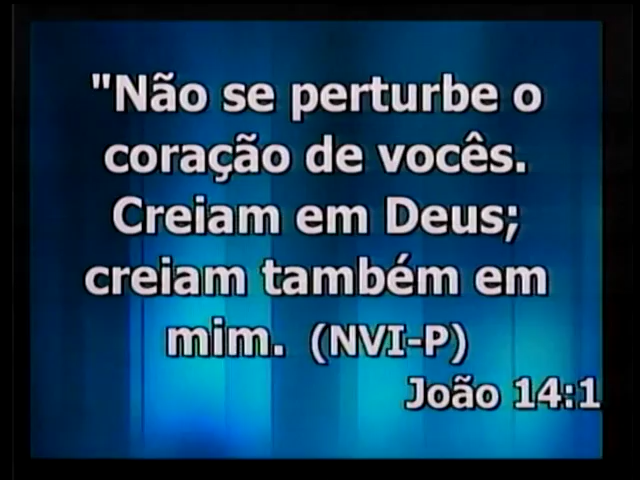 "Não se perturbe o
coração de vocês.
Creiam em Deus;
creiam também em
mim. (NVI-P)
João 14:1